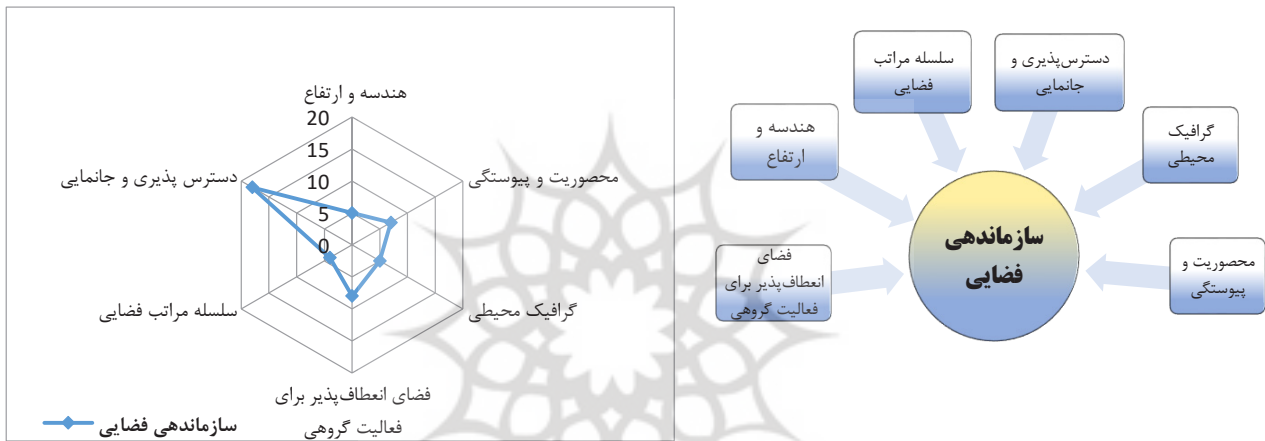 هندسه و ارتفاع
20
15
10
5
0
محصوریت و پیوستگی
گرافیک محیطی
فضای انعطاف‌پذیر برای
فعالیت گروهی
سلسله مراتب فضایی
دسترس پذیری و جانمایی
سازماندهی فضایی
سلسله مراتب
فضایی
دسترس‌پذیری و
جانمایی
هندسه و
ارتفاع
گرافیک
محیطی
فضای
انعطاف‌پذیر برای
فعالیت گروهی
محصوریت و
پیوستگی
سازماندهی
فضایی